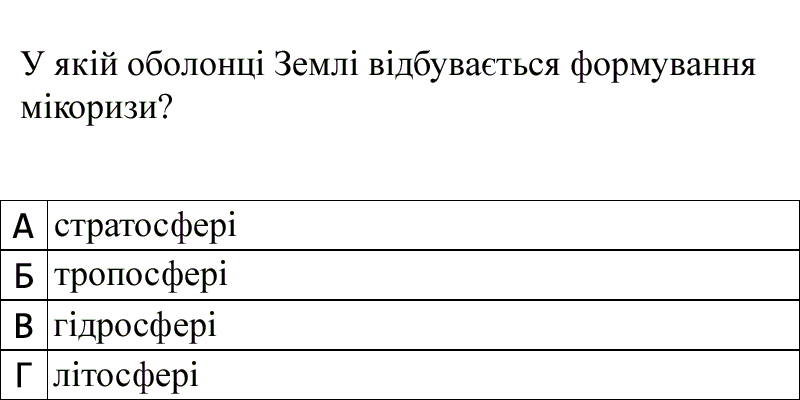 У якій оболонці Землі відбувається формування
мікоризи?
А стратосфері
Б тропосфері
В гідросфері
Г літосфері